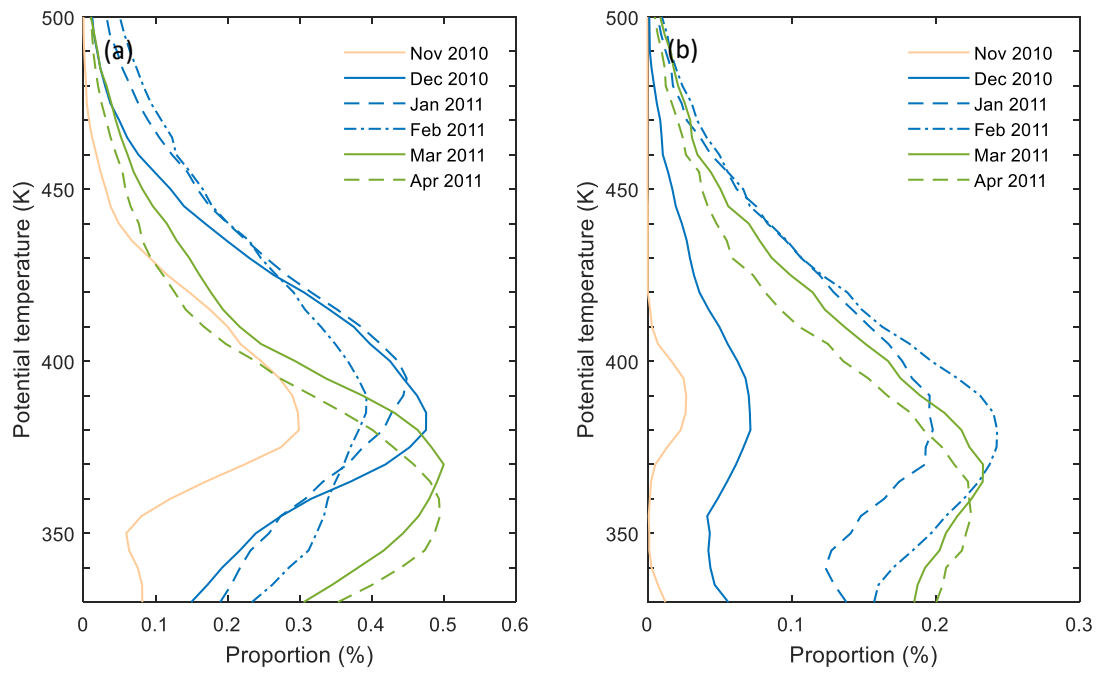 500
450
400
350
0
0.1
0.2
0.3
0.4
0.5
0.6
Potential temperature (K)
Proportion (%)
(a)
Nov 2010
Dec 2010
Jan 2011
Feb 2011
Mar 2011
Apr 2011
500
450
400
350
0
0.1
0.2
0.3
Potential temperature (K)
Proportion (%)
(b)
Nov 2010
Dec 2010
Jan 2011
Feb 2011
Mar 2011
Apr 2011